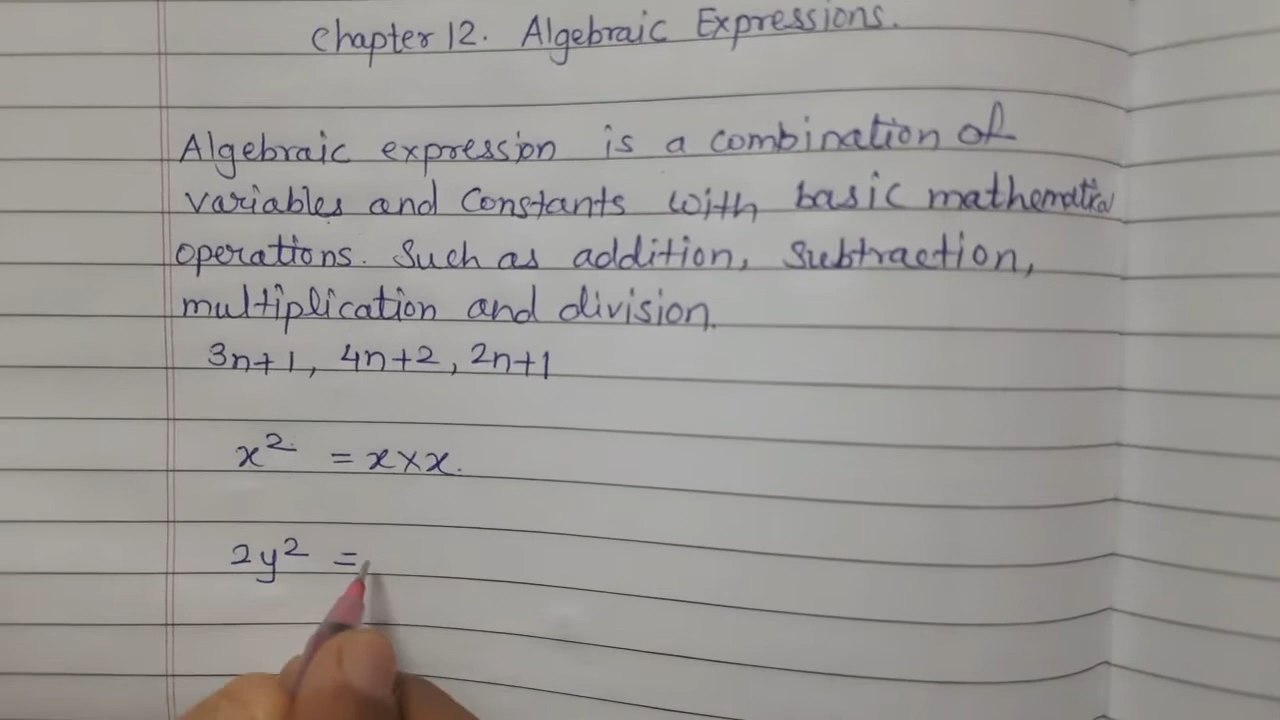 Chapter 12. Algebraic Expressions.
Algebraic expression is a combination of
variables and constants with basic mathematical
operations. Such as addition, subtraction,
multiplication and division.
3n+1, 4n+2, 2n+1
x² = x×x.
2y² =